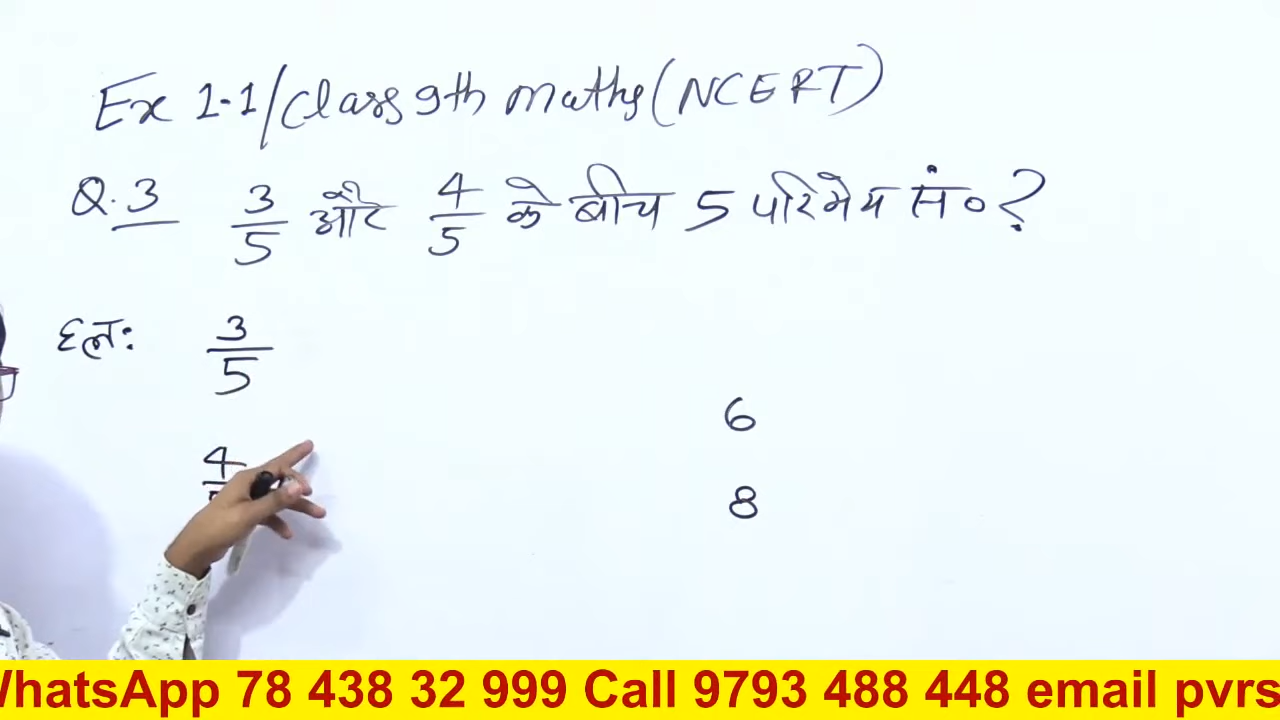 Ex 1.1/Class 9th maths (NCERT)
Q.3 3/5 और 4/5 के बीच 5 परिमेय सं० ?
हल: 3/5
6
4
8
WhatsApp 78 438 32 999 Call 9793 488 448 email pvrs